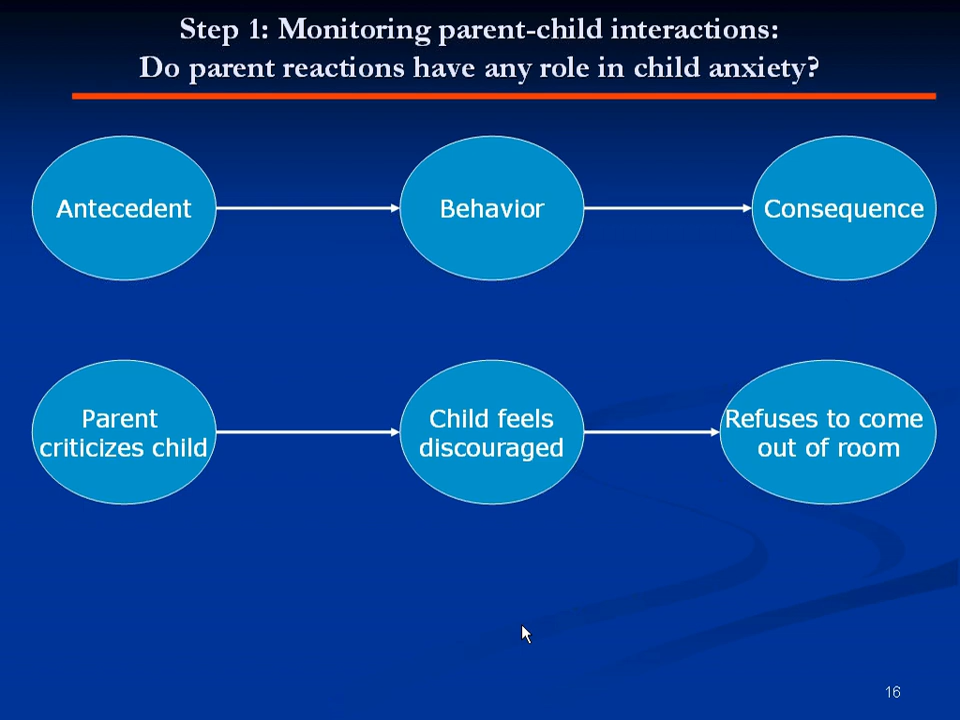 Step 1: Monitoring parent-child interactions:
Do parent reactions have any role in child anxiety?
Antecedent
Behavior
Consequence
Parent
criticizes child
Child feels
discouraged
Refuses to come
out of room
16